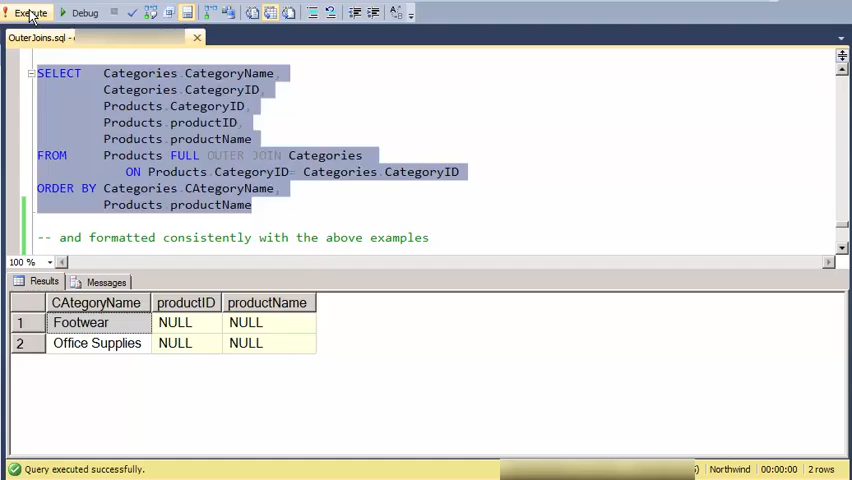 Execute Debug
OuterJoins.sql -
SELECT Categories.CategoryName,
Categories.CategoryID,
Products.CategoryID,
Products.productID,
Products.productName
FROM Products FULL OUTER JOIN Categories
ON Products.CategoryID= Categories.CategoryID
ORDER BY Categories.CAtegoryName,
Products.productName
-- and formatted consistently with the above examples
100 %
Results Messages
CAtegoryName productID productName
1 Footwear NULL NULL
2 Office Supplies NULL NULL
Query executed successfully. Northwind 00:00:00 2 rows